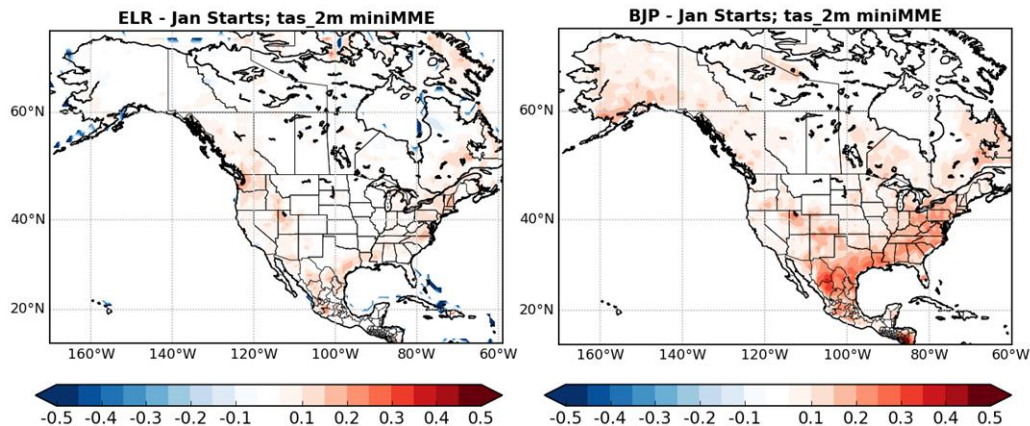 ELR - Jan Starts; tas_2m miniMME
60°N
40°N
20°N
160°W 140°W 120°W 100°W 80°W 60°W
-0.5 -0.4 -0.3 -0.2 -0.1 0.1 0.2 0.3 0.4 0.5
BJP - Jan Starts; tas_2m miniMME
60°N
40°N
20°N
160°W 140°W 120°W 100°W 80°W 60°W
-0.5 -0.4 -0.3 -0.2 -0.1 0.1 0.2 0.3 0.4 0.5